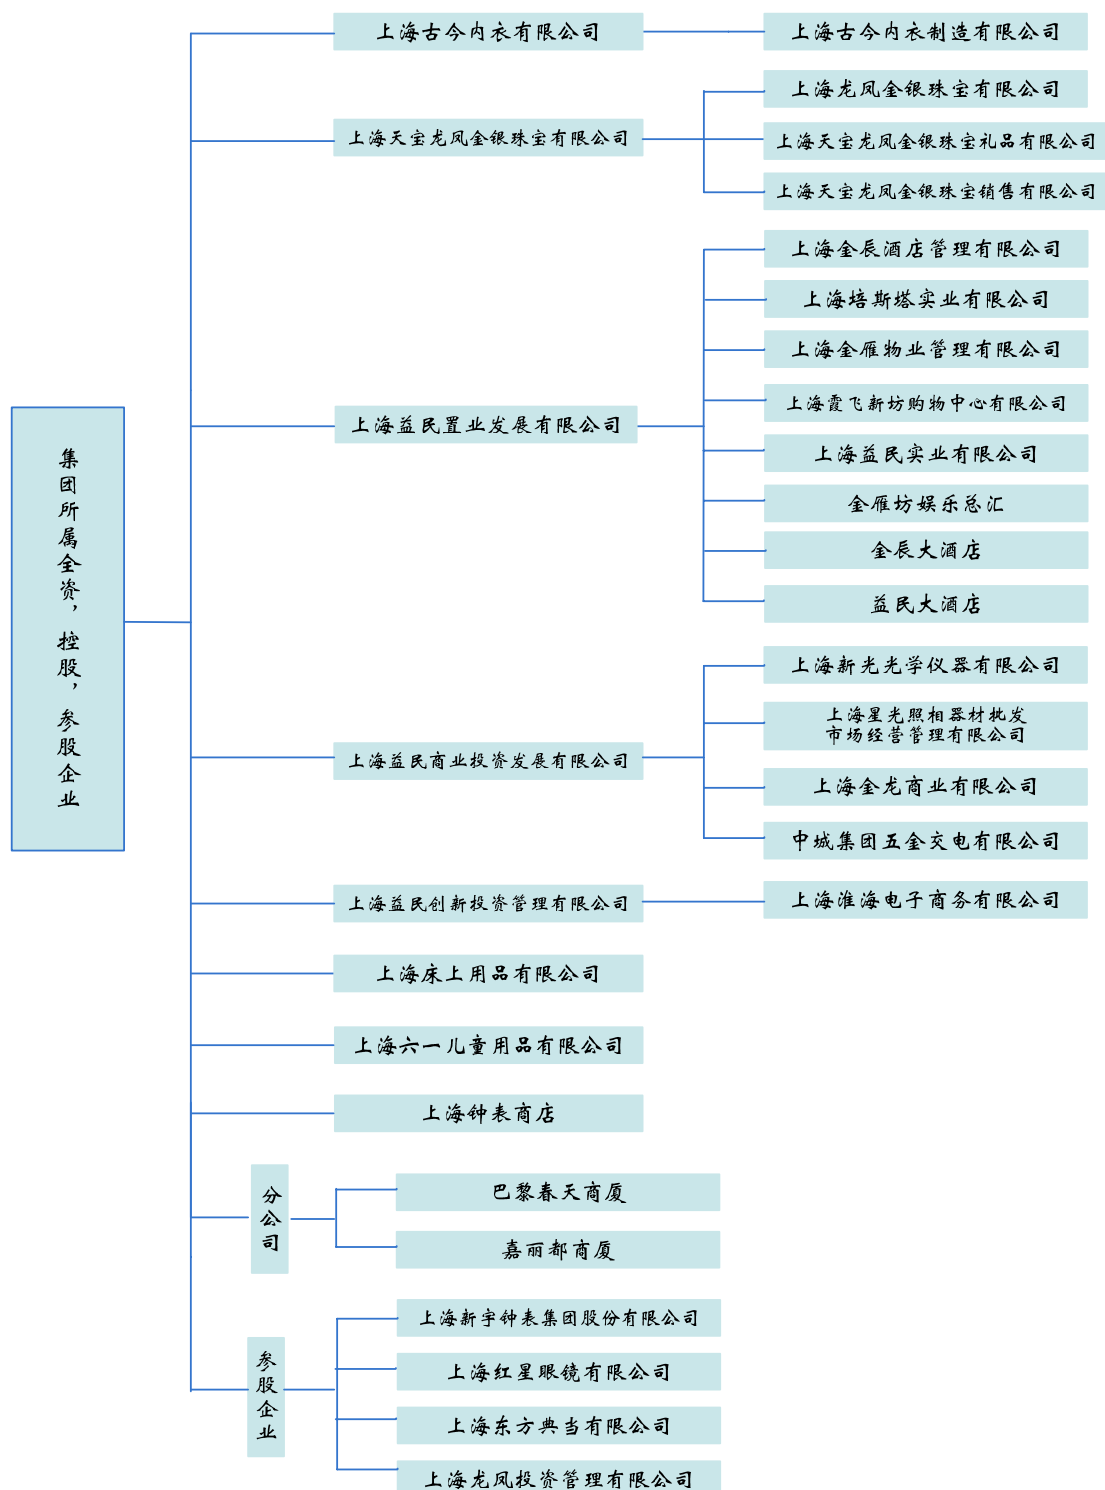 集团所属全资，控股，参股企业
上海古今内衣有限公司
上海古今内衣制造有限公司
上海天宝龙凤金银珠宝有限公司
上海龙凤金银珠宝有限公司
上海天宝龙凤金银珠宝礼品有限公司
上海天宝龙凤金银珠宝销售有限公司
上海益民置业发展有限公司
上海金辰酒店管理有限公司
上海培斯塔实业有限公司
上海金雁物业管理有限公司
上海霞飞新坊购物中心有限公司
上海益民实业有限公司
金雁坊娱乐总汇
金辰大酒店
益民大酒店
上海益民商业投资发展有限公司
上海新光光学仪器有限公司
上海星光照相器材批发
市场经营管理有限公司
上海金龙商业有限公司
中城集团五金交电有限公司
上海益民创新投资管理有限公司
上海淮海电子商务有限公司
上海床上用品有限公司
上海六一儿童用品有限公司
上海钟表商店
分公司
巴黎春天商厦
嘉丽都商厦
参股企业
上海新宇钟表集团股份有限公司
上海红星眼镜有限公司
上海东方典当有限公司
上海龙凤投资管理有限公司